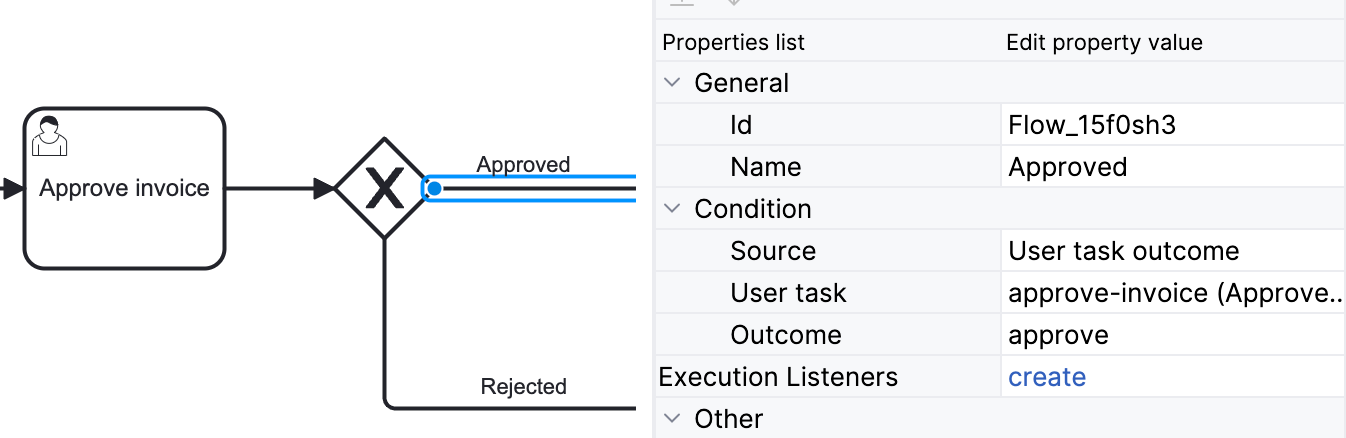 Approve invoice
X
Approved
Rejected
Properties list Edit property value
General
Id Flow_15f0sh3
Name Approved
Condition
Source User task outcome
User task approve-invoice (Approve..
Outcome approve
Execution Listeners create
Other